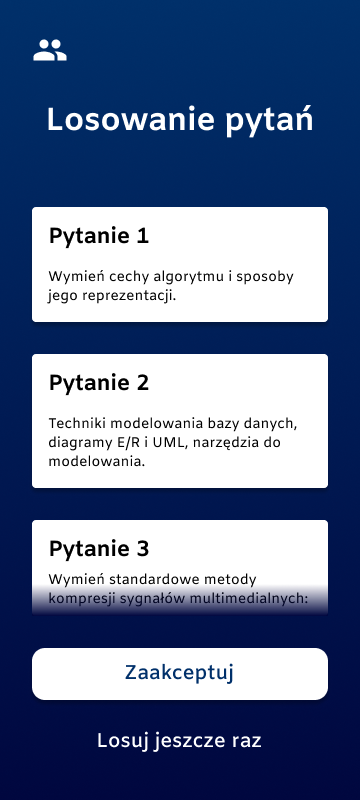 Losowanie pytań
Pytanie 1
Wymień cechy algorytmu i sposoby
jego reprezentacji.
Pytanie 2
Techniki modelowania bazy danych,
diagramy E/R i UML, narzędzia do
modelowania.
Pytanie 3
Wymień standardowe metody
kompresji sygnałów multimedialnych:
Zaakceptuj
Losuj jeszcze raz